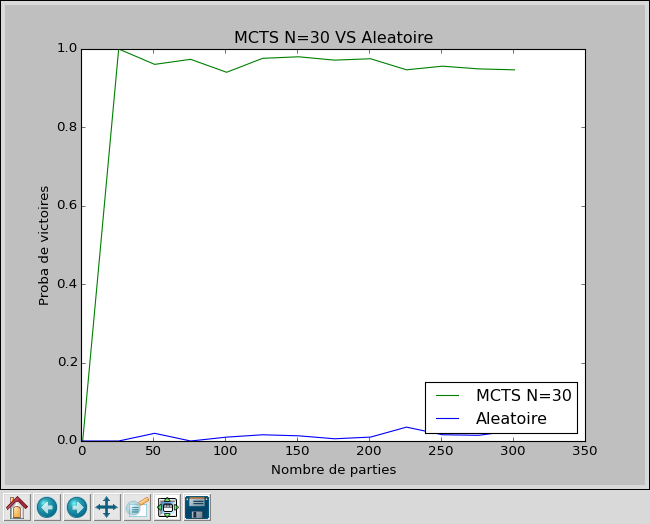 MCTS N=30 VS Aleatoire
1.0
0.8
0.6
0.4
0.2
0.0
Proba de victoires
MCTS N=30
Aleatoire
0 50 100 150 200 250 300 350
Nombre de parties